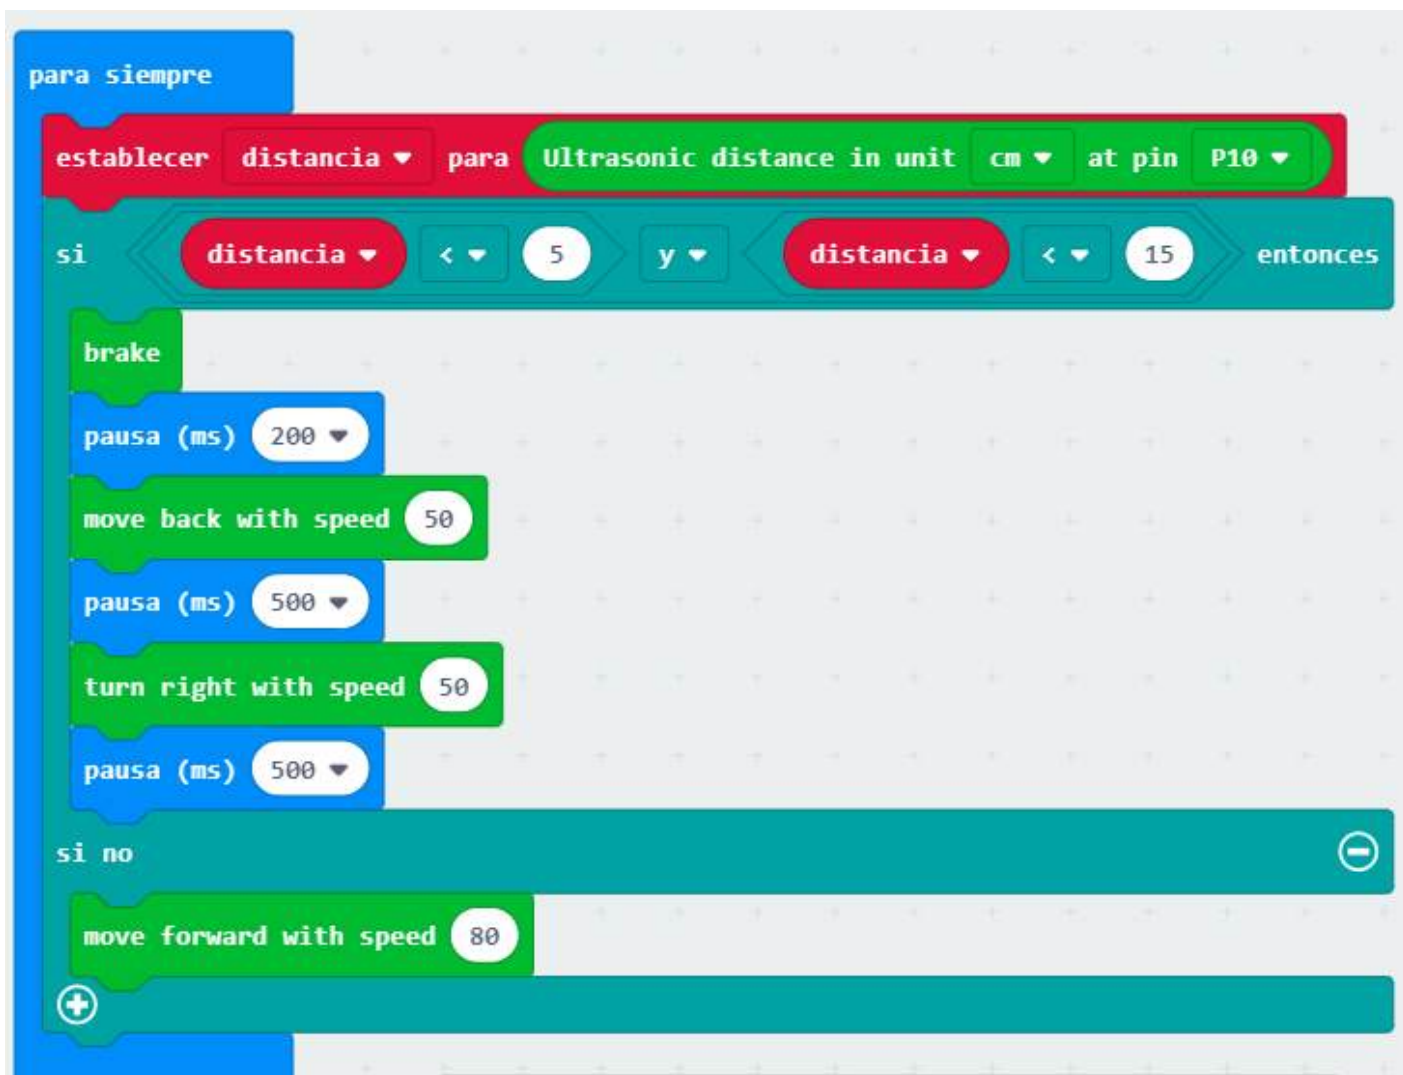 para siempre
establecer distancia para Ultrasonic distance in unit cm at pin P10
si distancia < 5 y distancia < 15 entonces
brake
pausa (ms) 200
move back with speed 50
pausa (ms) 500
turn right with speed 50
pausa (ms) 500
si no
move forward with speed 80